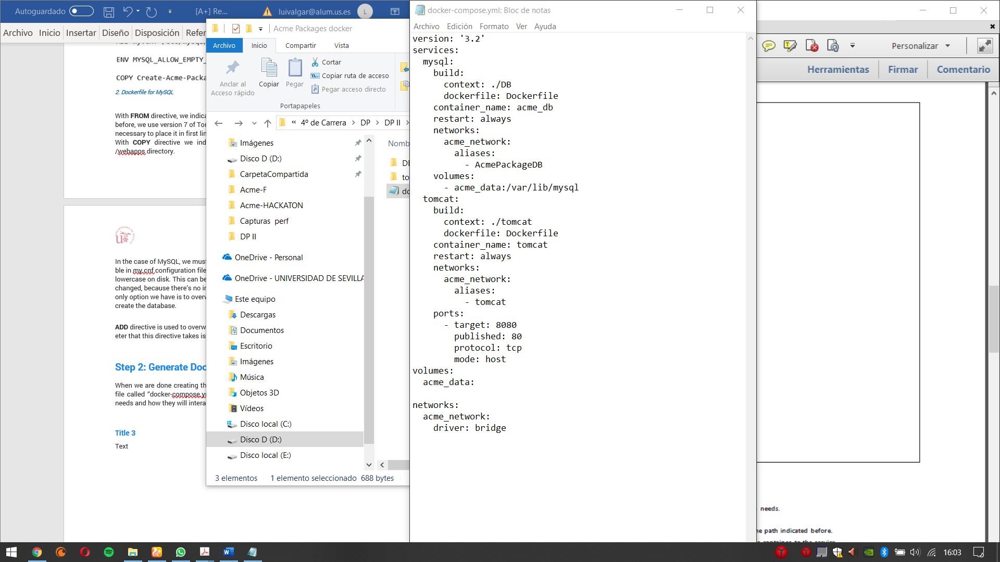 Autoguardado
[A+] Re...
luivalgar@alum.us.es
L
Archivo Inicio Insertar Diseño Disposición Refer
ENV MYSQL_ALLOW_EMPTY_
COPY Create-Acme-Packa
2. Dockerfile for MySQL
With FROM directive, we indica
before, we use version 7 of Tor
necessary to place it in first lin
With COPY directive we indi
/webapps directory.
In the case of MySQL, we must
ble in my.cnf configuration file
lowercase on disk. This can be
changed, because there's no in
only option we have is to overw
create the database.
ADD directive is used to overw
eter that this directive takes is
Step 2: Generate Doc
When we are done creating th
file called "docker-compose.ym
needs and how they will intera
Title 3
Text
Acme Packages docker
Archivo Inicio Compartir Vista
Anclar al
Acceso rápido
Copiar
Pegar
Cortar
Copiar ruta de acceso
Pegar acceso directo
Portapapeles
« 4º de Carrera > DP > DP II >
Imágenes
Disco D (D:)
CarpetaCompartida
Acme-F
Acme-HACKATON
Capturas perf
DP II
OneDrive - Personal
OneDrive - UNIVERSIDAD DE SEVILLA
Este equipo
Descargas
Documentos
Escritorio
Imágenes
Música
Objetos 3D
Vídeos
Disco local (C:)
Disco D (D:)
Disco local (E:)
Nomb
to
3 elementos 1 elemento seleccionado 688 bytes
docker-compose.yml: Bloc de notas
Archivo Edición Formato Ver Ayuda
version: '3.2'
services:
  mysql:
    build:
      context: ./DB
      dockerfile: Dockerfile
    container_name: acme_db
    restart: always
    networks:
      acme_network:
        aliases:
          - AcmePackageDB
    volumes:
      - acme_data:/var/lib/mysql
  tomcat:
    build:
      context: ./tomcat
      dockerfile: Dockerfile
    container_name: tomcat
    restart: always
    networks:
      acme_network:
        aliases:
          - tomcat
    ports:
      - target: 8080
        published: 80
        protocol: tcp
        mode: host
volumes:
  acme_data:
networks:
  acme_network:
    driver: bridge
Personalizar
Herramientas Firmar Comentario
needs.
e path indicated before.
16:03